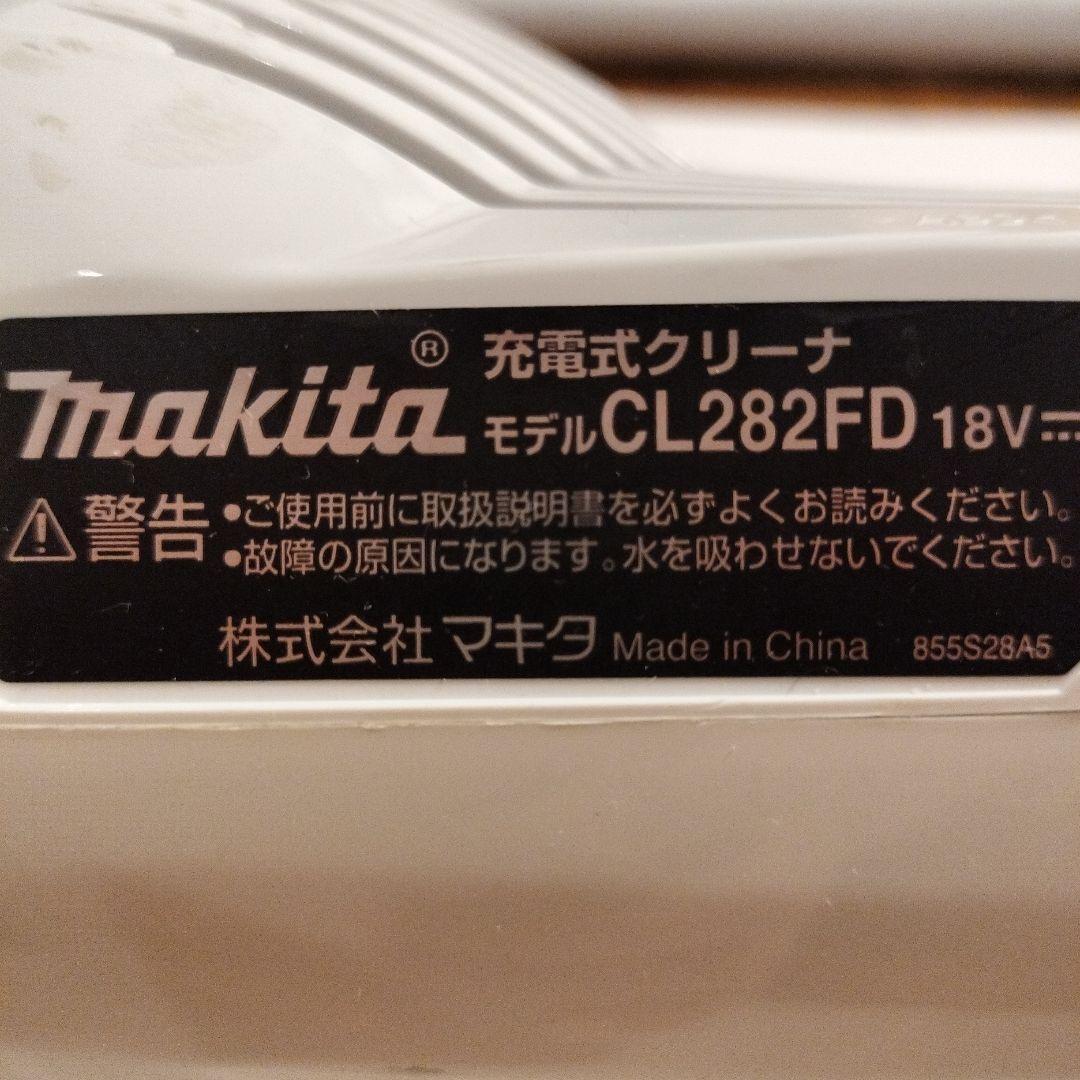 makita® 充電式クリーナ
モデルCL282FD 18V⎓
⚠警告 •ご使用前に取扱説明書を必ずよくお読みください。
•故障の原因になります。水を吸わせないでください。
株式会社マキタ Made in China 855S28A5